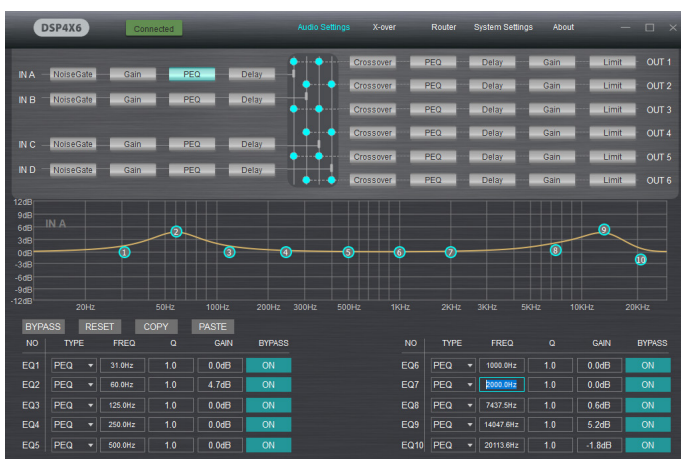 DSP4X6 Connected Audio Settings X-over Router System Settings About
Crossover PEQ Delay Gain Limit OUT 1
IN A NoiseGate Gain PEQ Delay
Crossover PEQ Delay Gain Limit OUT 2
IN B NoiseGate Gain PEQ Delay
Crossover PEQ Delay Gain Limit OUT 3
Crossover PEQ Delay Gain Limit OUT 4
IN C NoiseGate Gain PEQ Delay
Crossover PEQ Delay Gain Limit OUT 5
IN D NoiseGate Gain PEQ Delay
Crossover PEQ Delay Gain Limit OUT 6
12dB
9dB
IN A
6dB
3dB
0dB
-3dB
-6dB
-9dB
-12dB
1 2 3 4 5 6 7 8 9 10
20Hz 50Hz 100Hz 200Hz 300Hz 500Hz 1KHz 2KHz 3KHz 5KHz 10KHz 20KHz
BYPASS RESET COPY PASTE
NO TYPE FREQ Q GAIN BYPASS NO TYPE FREQ Q GAIN BYPASS
EQ1 PEQ 31.0Hz 1.0 0.0dB ON EQ6 PEQ 1000.0Hz 1.0 0.0dB ON
EQ2 PEQ 60.0Hz 1.0 4.7dB ON EQ7 PEQ 2000.0Hz 1.0 0.0dB ON
EQ3 PEQ 125.0Hz 1.0 0.0dB ON EQ8 PEQ 7437.5Hz 1.0 0.6dB ON
EQ4 PEQ 250.0Hz 1.0 0.0dB ON EQ9 PEQ 14047.6Hz 1.0 5.2dB ON
EQ5 PEQ 500.0Hz 1.0 0.0dB ON EQ10 PEQ 20113.6Hz 1.0 -1.8dB ON